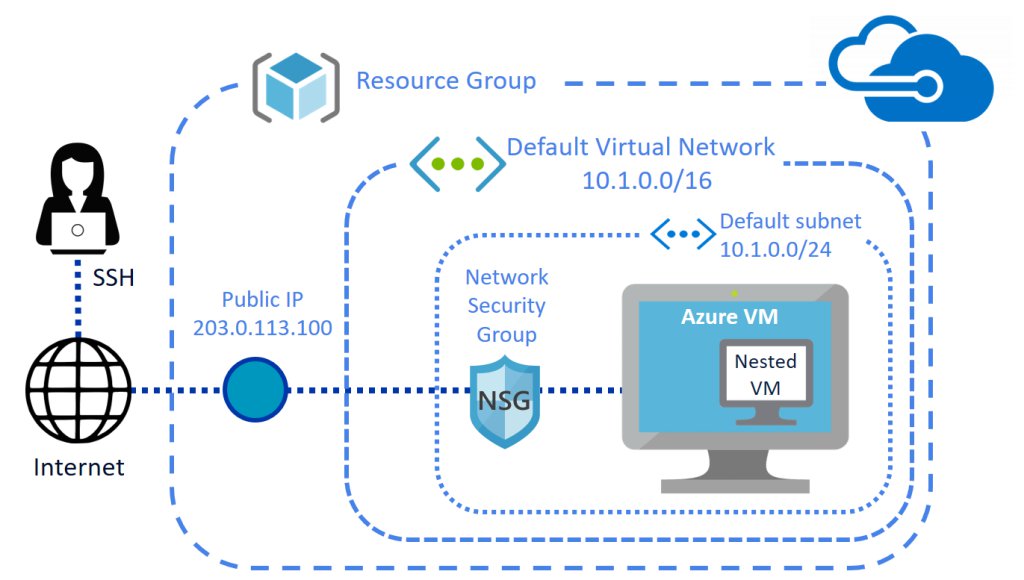 Resource Group
Default Virtual Network
10.1.0.0/16
Default subnet
10.1.0.0/24
SSH
Network
Security
Group
Public IP
203.0.113.100
Azure VM
Nested
VM
NSG
Internet